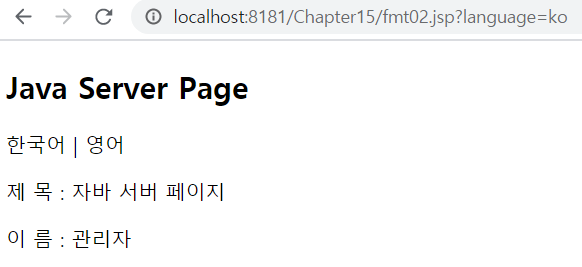 localhost:8181/Chapter15/fmt02.jsp?language=ko
Java Server Page
한국어 | 영어
제 목 : 자바 서버 페이지
이 름 : 관리자